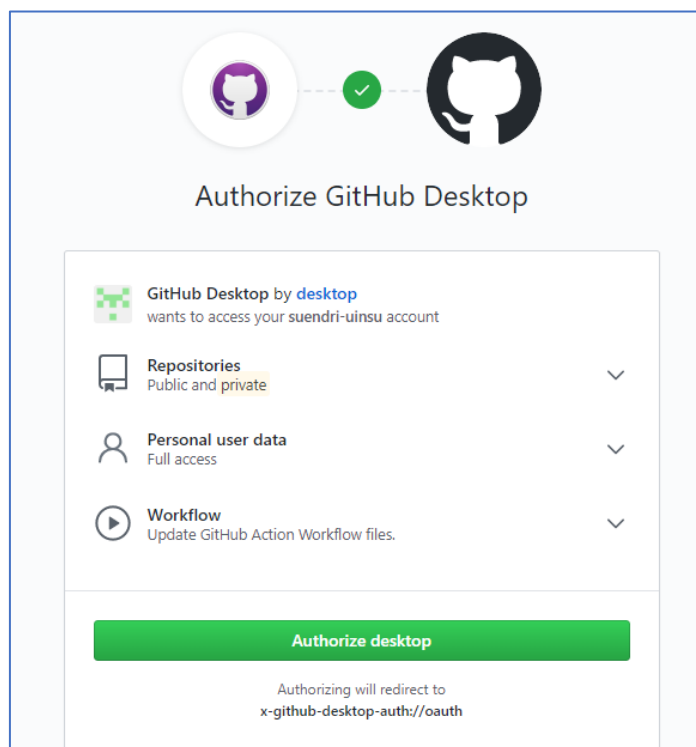 Authorize GitHub Desktop
GitHub Desktop by desktop
wants to access your suendri-uinsu account
Repositories
Public and private
Personal user data
Full access
Workflow
Update GitHub Action Workflow files.
Authorize desktop
Authorizing will redirect to
x-github-desktop-auth://oauth